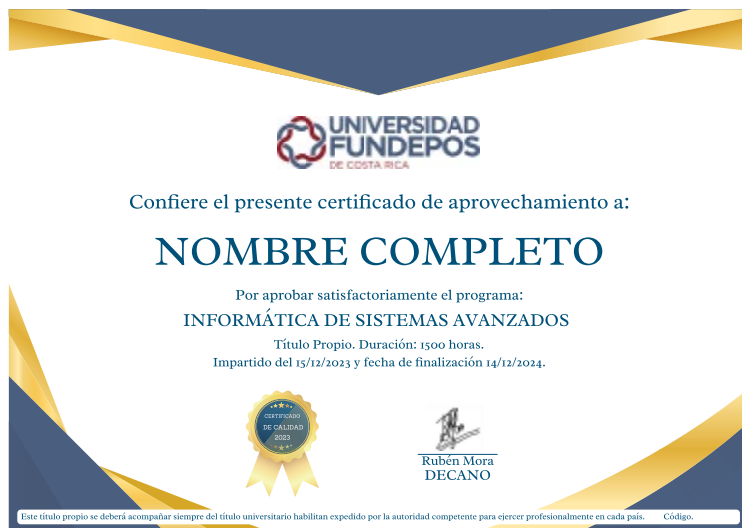 UNIVERSIDAD
FUNDEPOS
DE COSTA RICA
Confiere el presente certificado de aprovechamiento a:
NOMBRE COMPLETO
Por aprobar satisfactoriamente el programa:
INFORMÁTICA DE SISTEMAS AVANZADOS
Título Propio. Duración: 1500 horas.
Impartido del 15/12/2023 y fecha de finalización 14/12/2024.
CERTIFICADO
DE CALIDAD
2023
Rubén Mora
DECANO
Este título propio se deberá acompañar siempre del título universitario habilitan expedido por la autoridad competente para ejercer profesionalmente en cada país. Código.